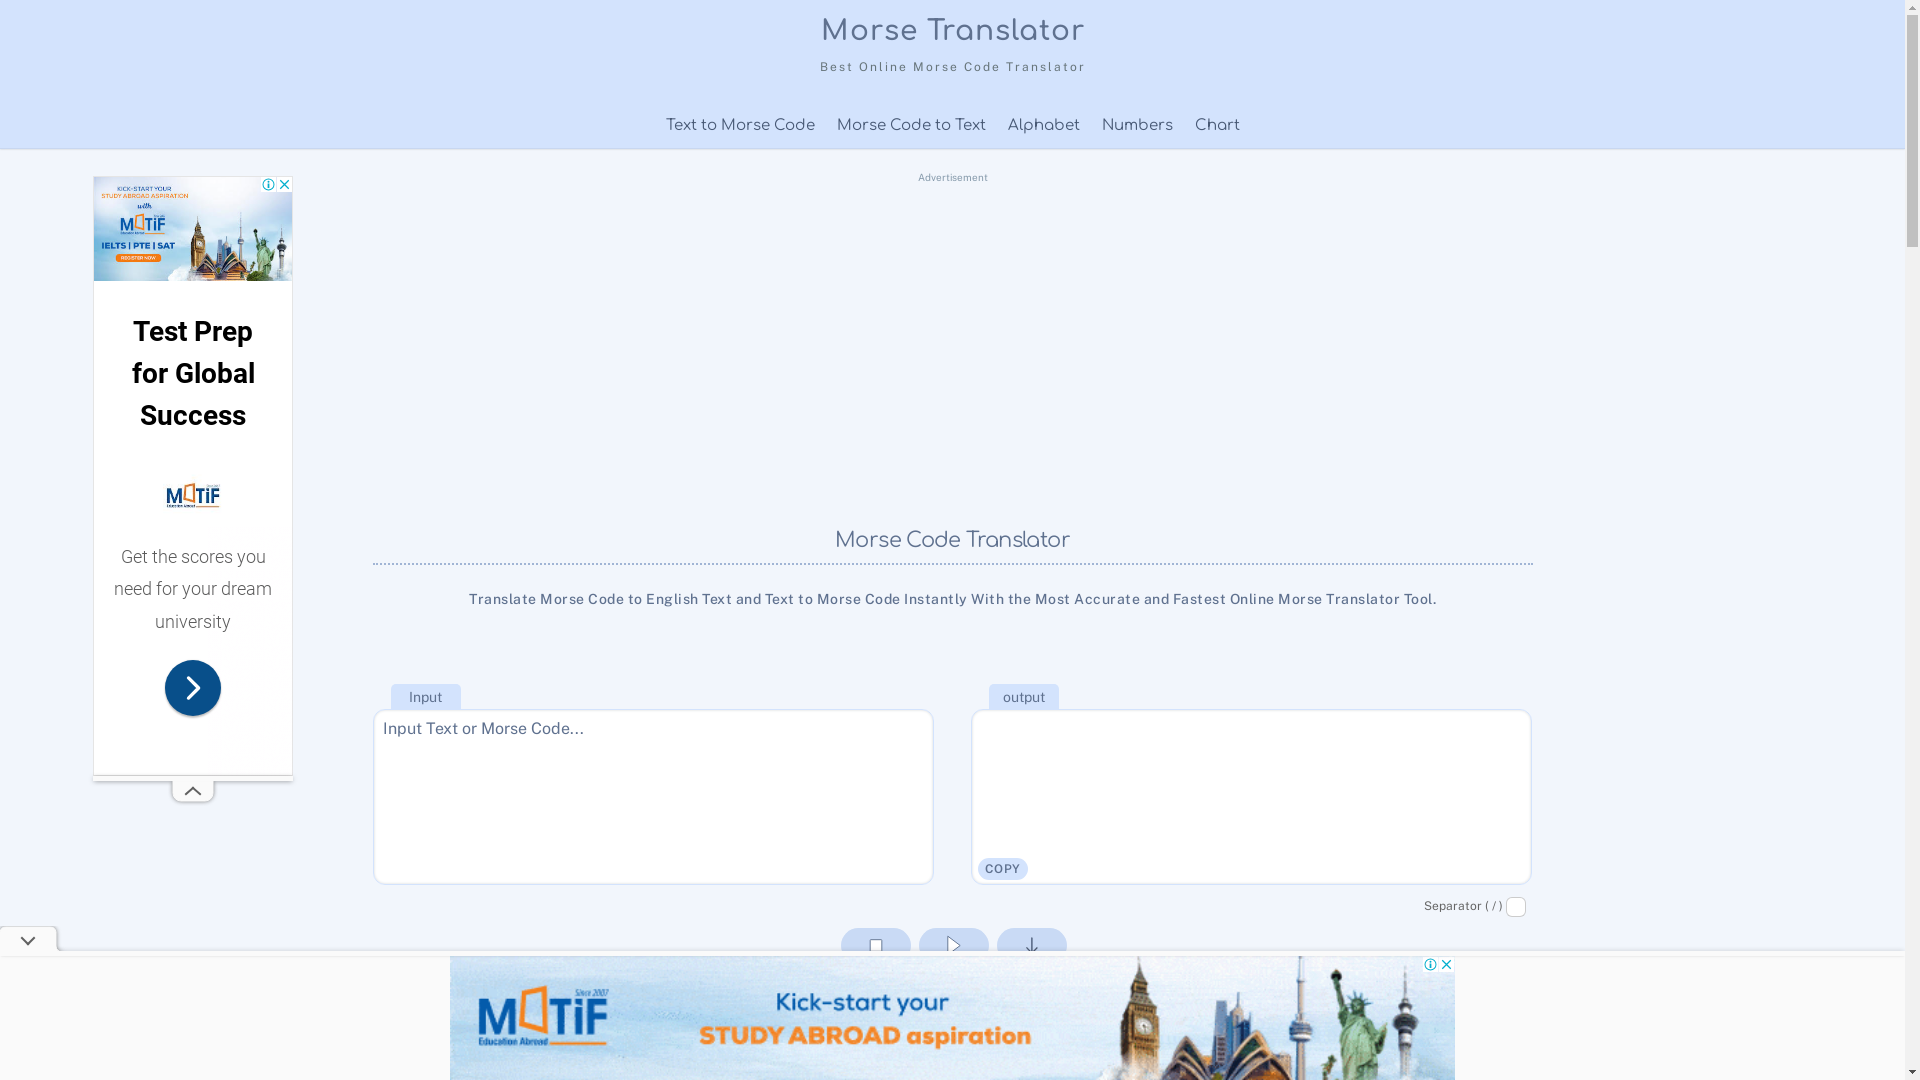 Morse Translator
Best Online Morse Code Translator
Text to Morse Code Morse Code to Text Alphabet Numbers Chart
Advertisement
KICK-START YOUR
STUDY ABROAD ASPIRATION
with
MOTiF
IELTS | PTE | SAT
REGISTER NOW
Test Prep
for Global
Success
MOTiF
Education Abroad
Get the scores you
need for your dream
university
Morse Code Translator
Translate Morse Code to English Text and Text to Morse Code Instantly With the Most Accurate and Fastest Online Morse Translator Tool.
Input
Input Text or Morse Code...
output
COPY
Separator ( / )
Since 2007
MOTiF
Education Abroad
Kick-start your
STUDY ABROAD aspiration